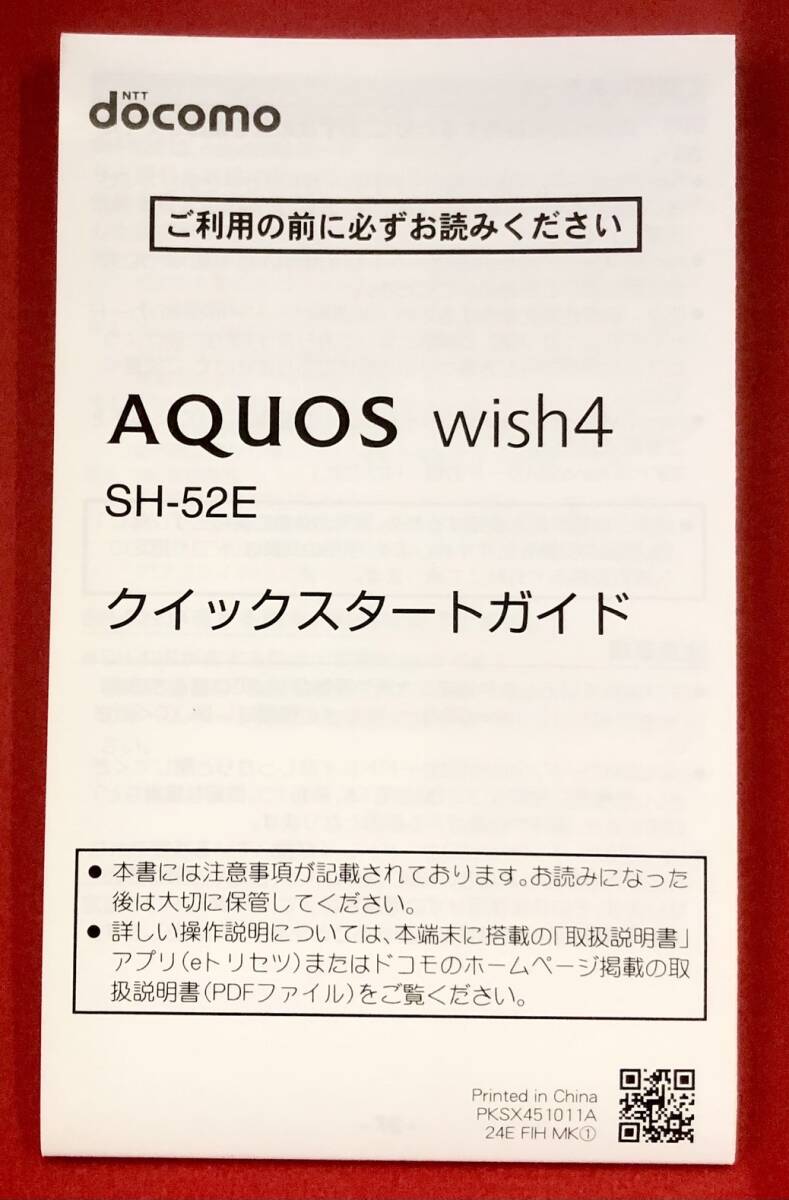 NTT
docomo
ご利用の前に必ずお読みください
AQUOS wish4
SH-52E
クイックスタートガイド
● 本書には注意事項が記載されております。お読みになった
後は大切に保管してください。
● 詳しい操作説明については、本端末に搭載の「取扱説明書」
アプリ(eトリセツ)またはドコモのホームページ掲載の取
扱説明書(PDFファイル)をご覧ください。
Printed in China
PKSX451011A
24E FIH MK①